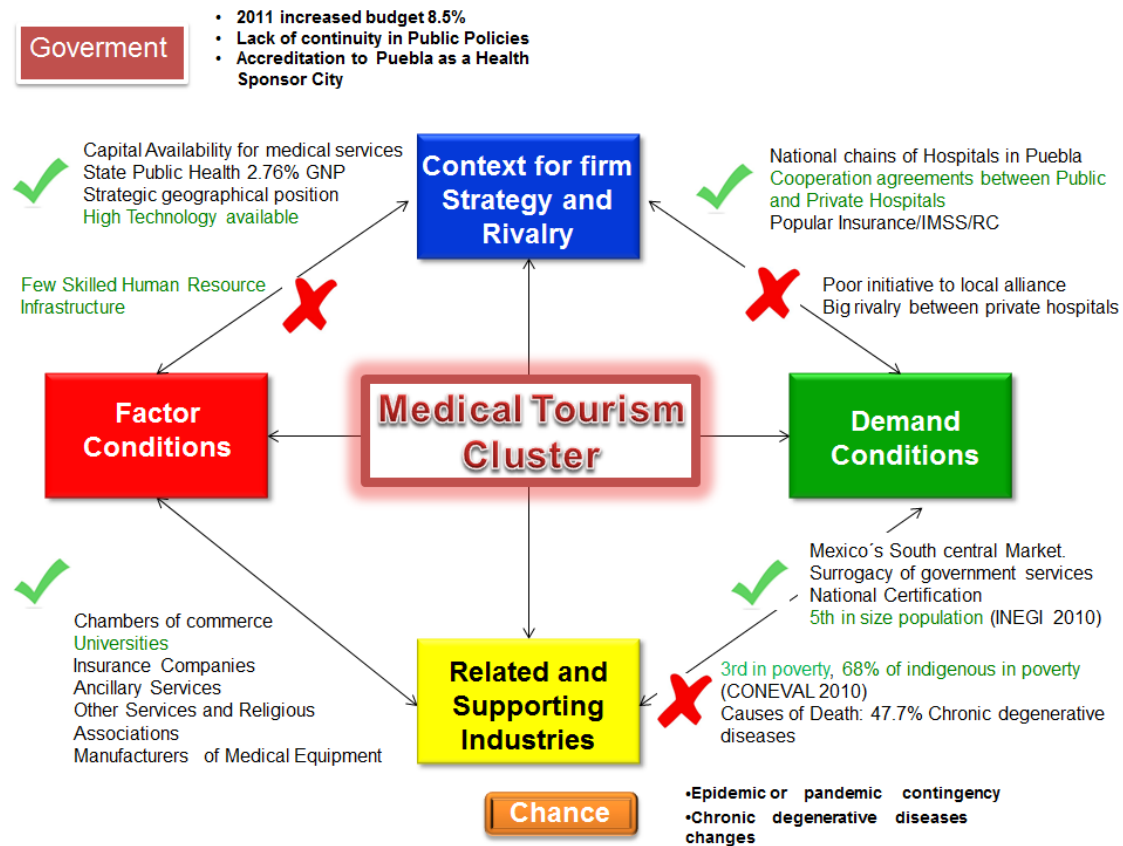 Goverment
• 2011 increased budget 8.5%
• Lack of continuity in Public Policies
• Accreditation to Puebla as a Health
Sponsor City
Capital Availability for medical services
State Public Health 2.76% GNP
Strategic geographical position
High Technology available
Context for firm
Strategy and
Rivalry
National chains of Hospitals in Puebla
Cooperation agreements between Public
and Private Hospitals
Popular Insurance/IMSS/RC
Few Skilled Human Resource
Infrastructure
Poor initiative to local alliance
Big rivalry between private hospitals
Factor
Conditions
Medical Tourism
Cluster
Demand
Conditions
Chambers of commerce
Universities
Insurance Companies
Ancillary Services
Other Services and Religious
Associations
Manufacturers of Medical Equipment
Related and
Supporting
Industries
Mexico´s South central Market.
Surrogacy of government services
National Certification
5th in size population (INEGI 2010)
3rd in poverty, 68% of indigenous in poverty
(CONEVAL 2010)
Causes of Death: 47.7% Chronic degenerative
diseases
Chance
•Epidemic or pandemic contingency
•Chronic degenerative diseases
changes